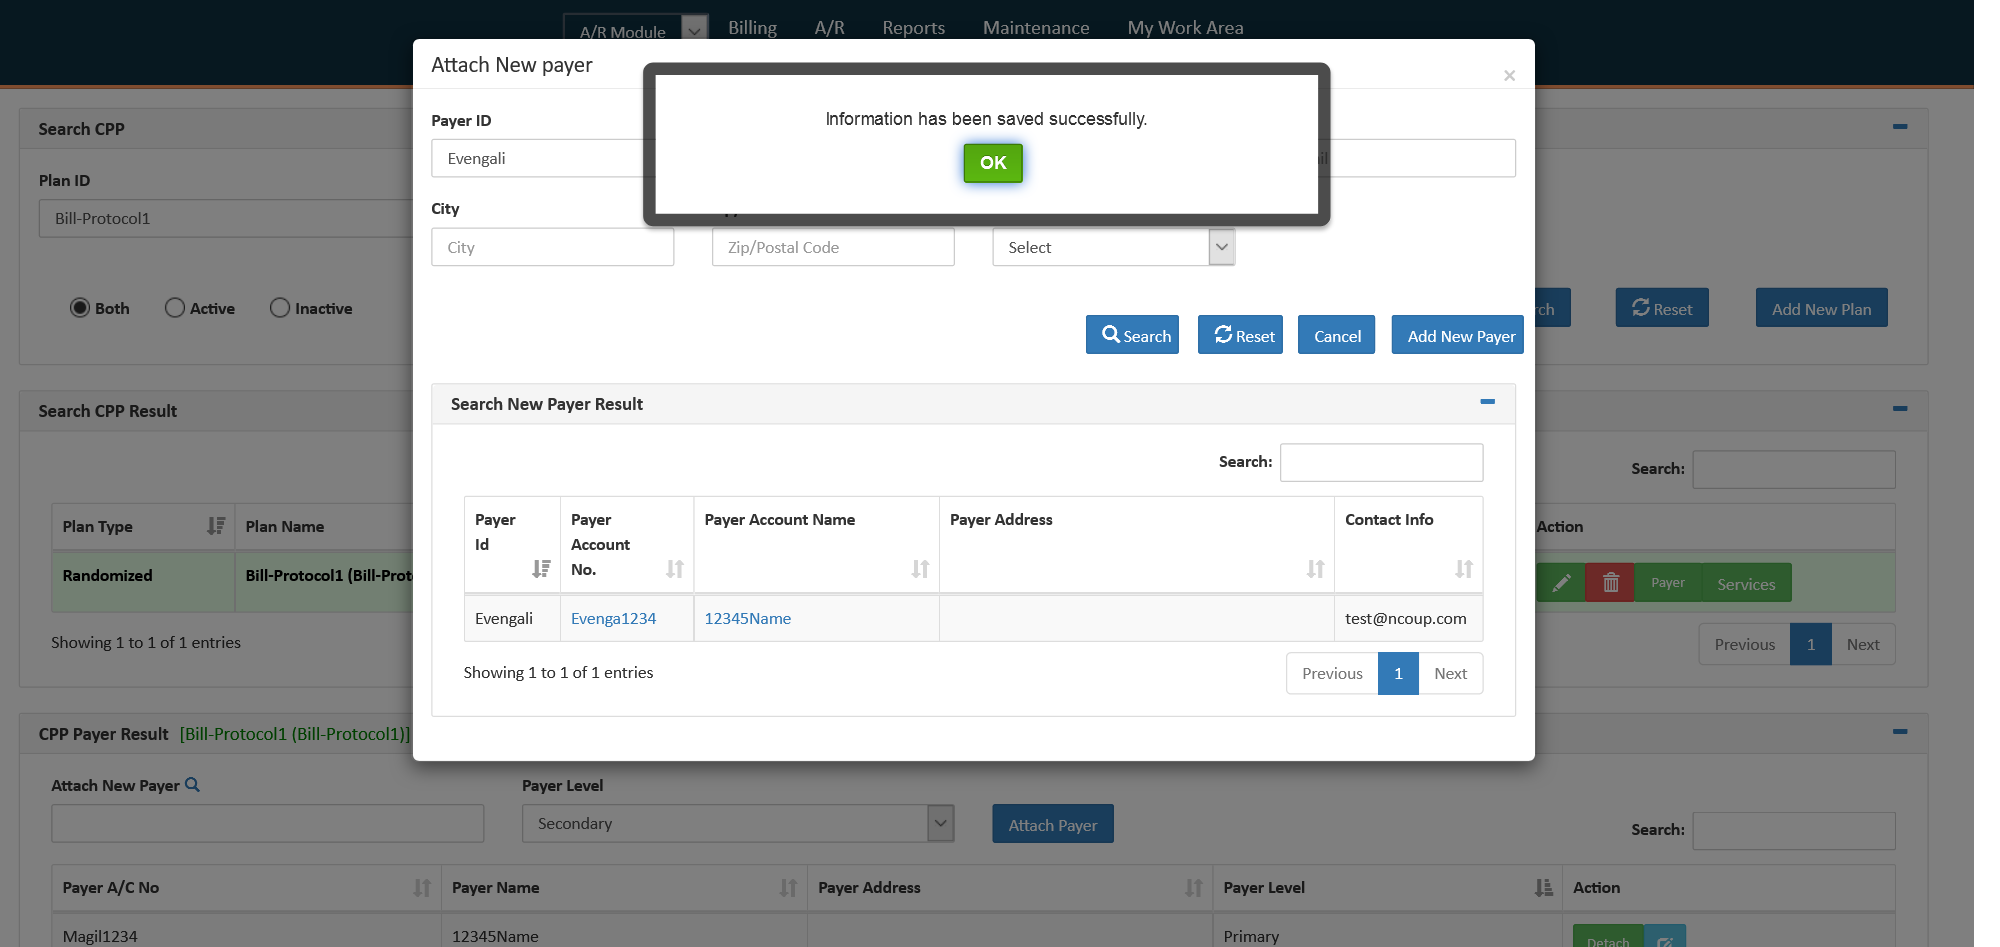 A/R Module
Billing
A/R
Reports
Maintenance
My Work Area
Attach New payer
×
Information has been saved successfully.
OK
Payer ID
Evengali
City
City
Zip/Postal Code
Select
Search
Reset
Cancel
Add New Payer
Search New Payer Result
Search:
Payer Id
Payer Account No.
Payer Account Name
Payer Address
Contact Info
Evengali
Evenga1234
12345Name
test@ncoup.com
Showing 1 to 1 of 1 entries
Previous
1
Next
Search CPP
Plan ID
Bill-Protocol1
Both
Active
Inactive
Reset
Add New Plan
Search CPP Result
Search:
Plan Type
Plan Name
Action
Randomized
Bill-Protocol1 (Bill-Prot
Payer
Services
Showing 1 to 1 of 1 entries
Previous
1
Next
CPP Payer Result [Bill-Protocol1 (Bill-Protocol1)]
Attach New Payer
Payer Level
Secondary
Attach Payer
Search:
Payer A/C No
Payer Name
Payer Address
Payer Level
Action
Magil1234
12345Name
Primary
Detach